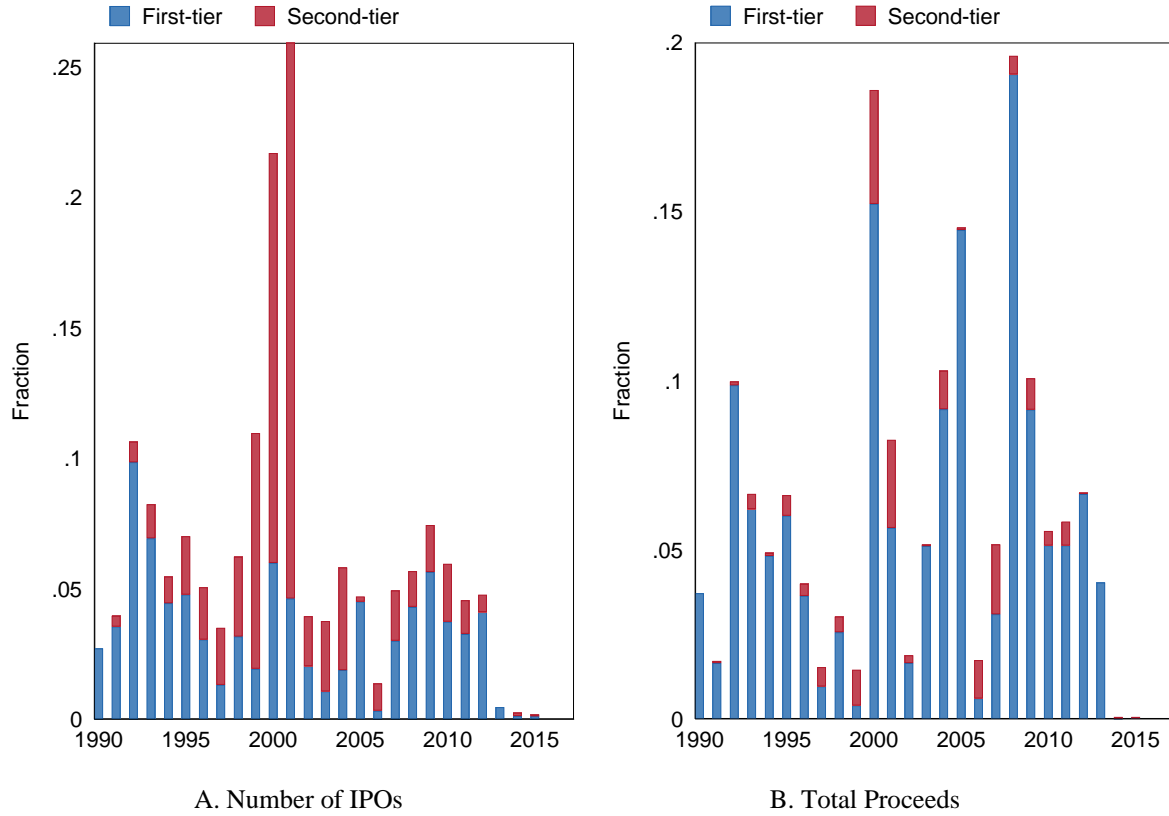 First-tier Second-tier
Fraction
.25
.2
.15
.1
.05
0
1990 1995 2000 2005 2010 2015
A. Number of IPOs
First-tier Second-tier
Fraction
.2
.15
.1
.05
0
1990 1995 2000 2005 2010 2015
B. Total Proceeds